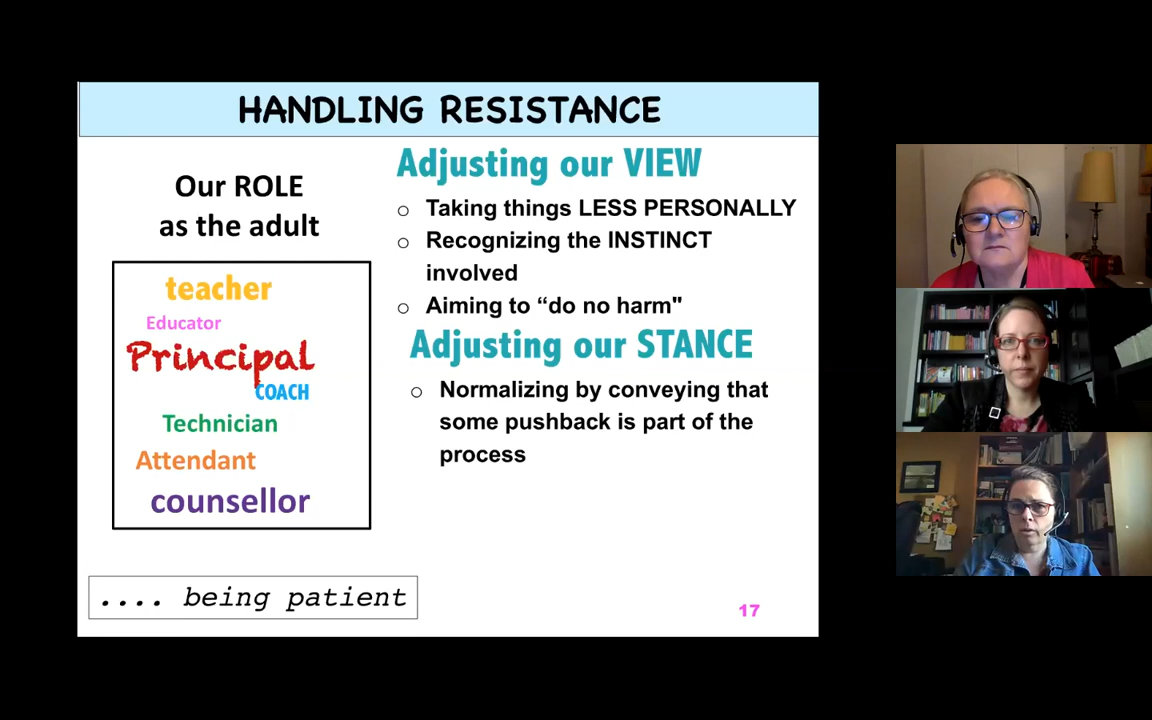 HANDLING RESISTANCE
Our ROLE
as the adult
teacher
Educator
Principal
COACH
Technician
Attendant
counsellor
.... being patient
Adjusting our VIEW
Taking things LESS PERSONALLY
Recognizing the INSTINCT
involved
Aiming to “do no harm"
Adjusting our STANCE
Normalizing by conveying that
some pushback is part of the
process
17